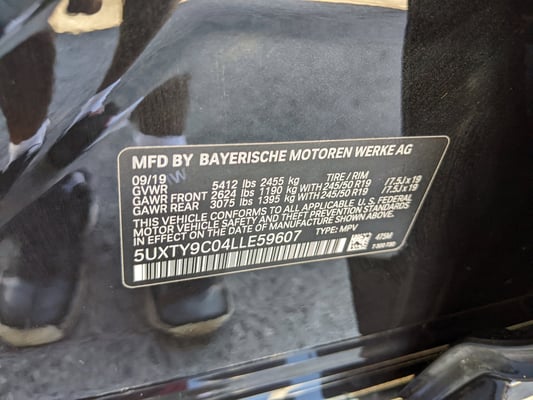 MFD BY BAYERISCHE MOTOREN WERKE AG
09/19 TIRE / RIM
GVWR 5412 lbs 2455 kg
GAWR FRONT 2624 lbs 1190 kg WITH 245/50 R19 /7.5J x 19
GAWR REAR 3075 lbs 1395 kg WITH 245/50 R19 /7.5J x 19
THIS VEHICLE CONFORMS TO ALL APPLICABLE U.S. FEDERAL
MOTOR VEHICLE SAFETY STANDARDS IN EFFECT ON THE
DATE OF MANUFACTURE SHOWN ABOVE.
5UXTY9C04LLE59607 TYPE: MPV